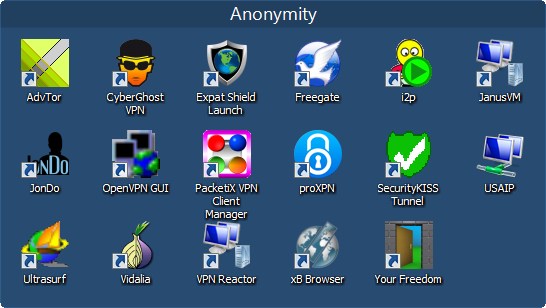 Anonymity
AdvTor
CyberGhost
VPN
Expat Shield
Launch
Freegate
i2p
JanusVM
JonDo
JonDo
OpenVPN GUI
PacketiX VPN
Client
Manager
proXPN
SecurityKISS
Tunnel
USAIP
Ultrasurf
Vidalia
VPN Reactor
xB Browser
Your Freedom